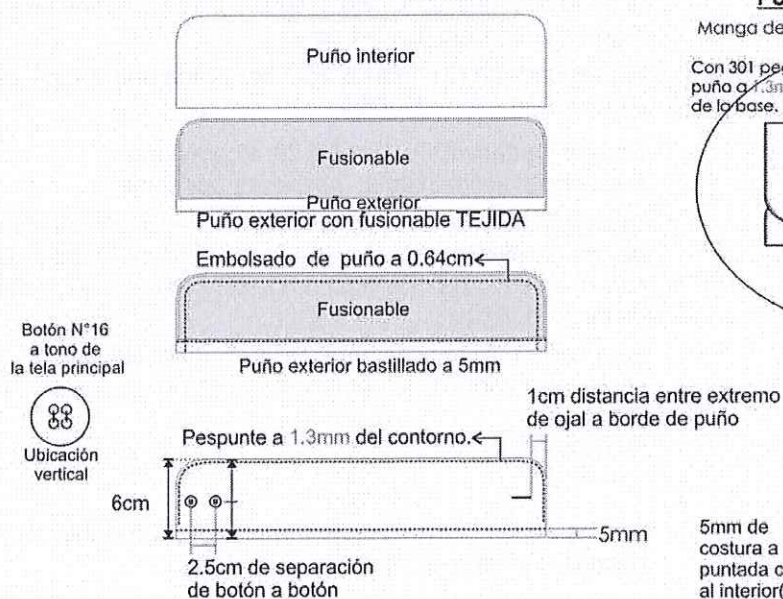 Puño interior
Fusionable
Puño exterior
Puño exterior con fusionable TEJIDA
Embolsado de puño a 0.64cm
Fusionable
Puño exterior bastillado a 5mm
Botón N°16
a tono de
la tela principal
Ubicación
vertical
1cm distancia entre extremo
de ojal a borde de puño
Pespunte a 1.3mm del contorno.
6cm
5mm
2.5cm de separación
de botón a botón
Manga de
Con 301
puño a
de la base.
5mm de
costura a
puntada
al interior